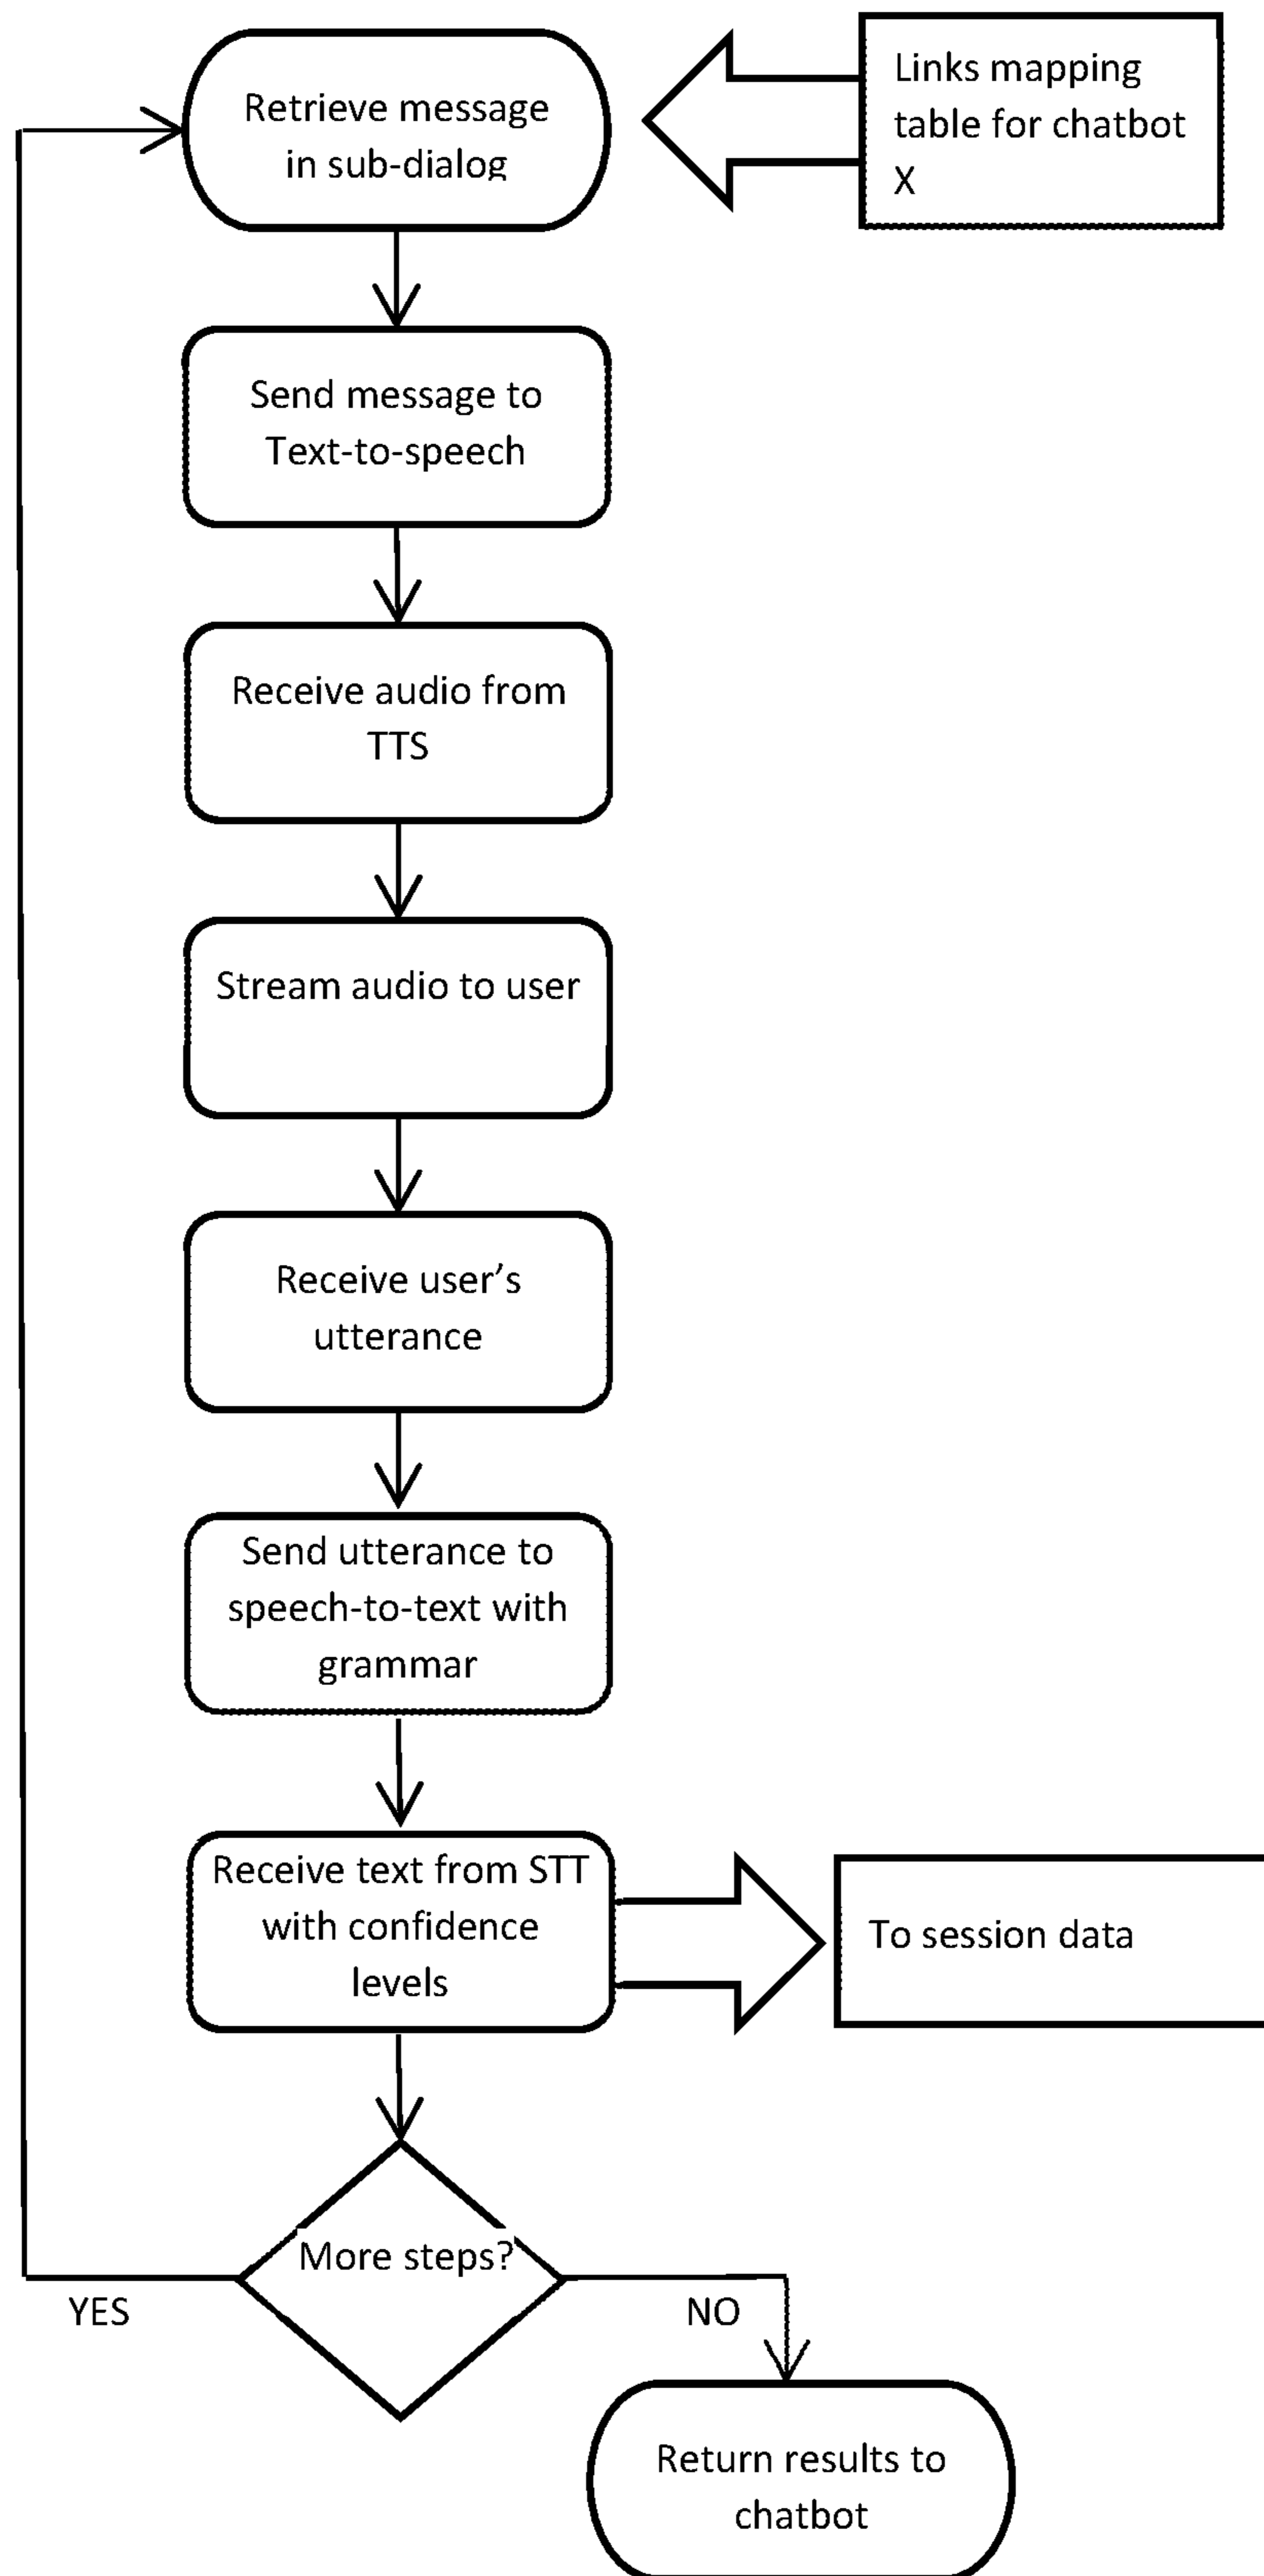 Retrieve message
in sub-dialog
Links mapping
table for chatbot
X
Send message to
Text-to-speech
Receive audio from
TTS
Stream audio to user
Receive user’s
utterance
Send utterance to
speech-to-text with
grammar
Receive text from STT
with confidence
levels
To session data
More steps?
YES
NO
Return results to
chatbot